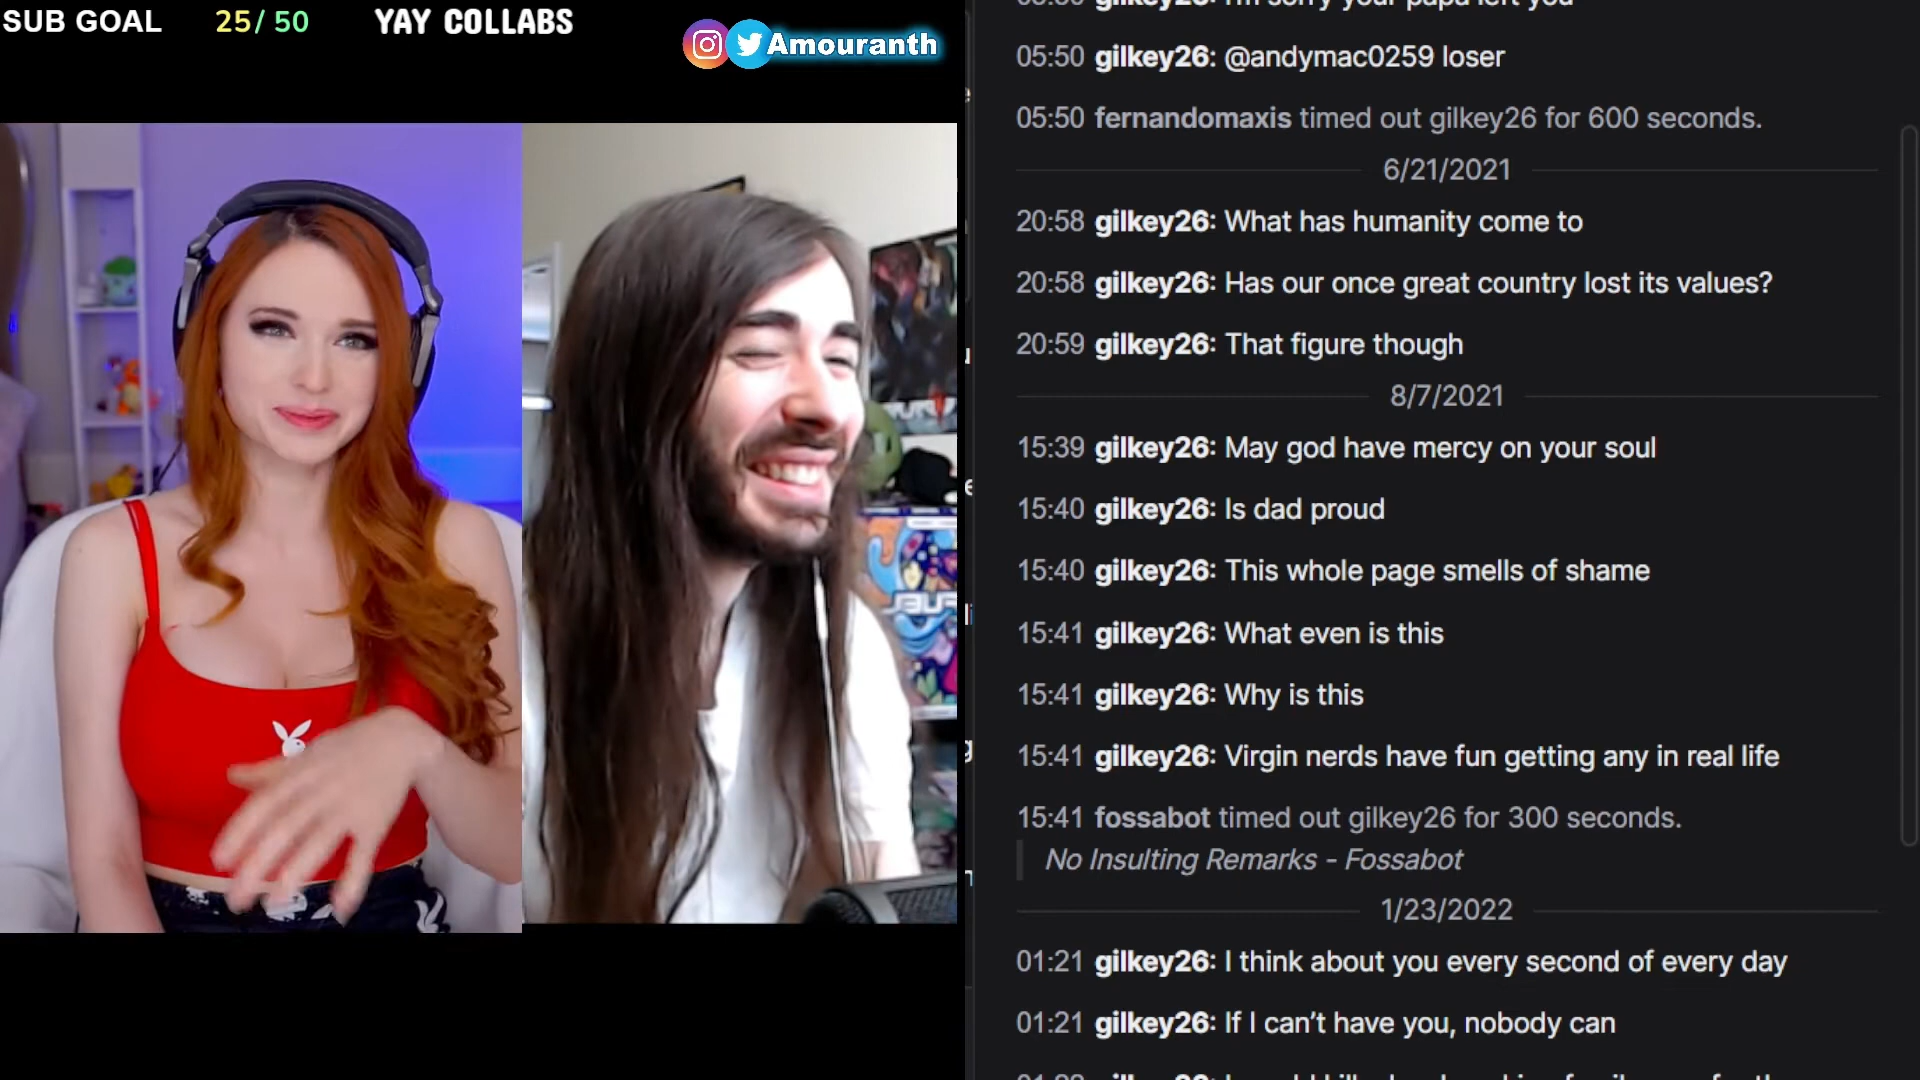 SUB GOAL 25/ 50 YAY COLLABS
Amouranth
gilkey26: I'm sorry your papa left you
05:50 gilkey26: @andymac0259 loser
05:50 fernandomaxis timed out gilkey26 for 600 seconds.
6/21/2021
20:58 gilkey26: What has humanity come to
20:58 gilkey26: Has our once great country lost its values?
20:59 gilkey26: That figure though
8/7/2021
15:39 gilkey26: May god have mercy on your soul
15:40 gilkey26: Is dad proud
15:40 gilkey26: This whole page smells of shame
15:41 gilkey26: What even is this
15:41 gilkey26: Why is this
15:41 gilkey26: Virgin nerds have fun getting any in real life
15:41 fossabot timed out gilkey26 for 300 seconds.
No Insulting Remarks - Fossabot
1/23/2022
01:21 gilkey26: I think about you every second of every day
01:21 gilkey26: If I can't have you, nobody can